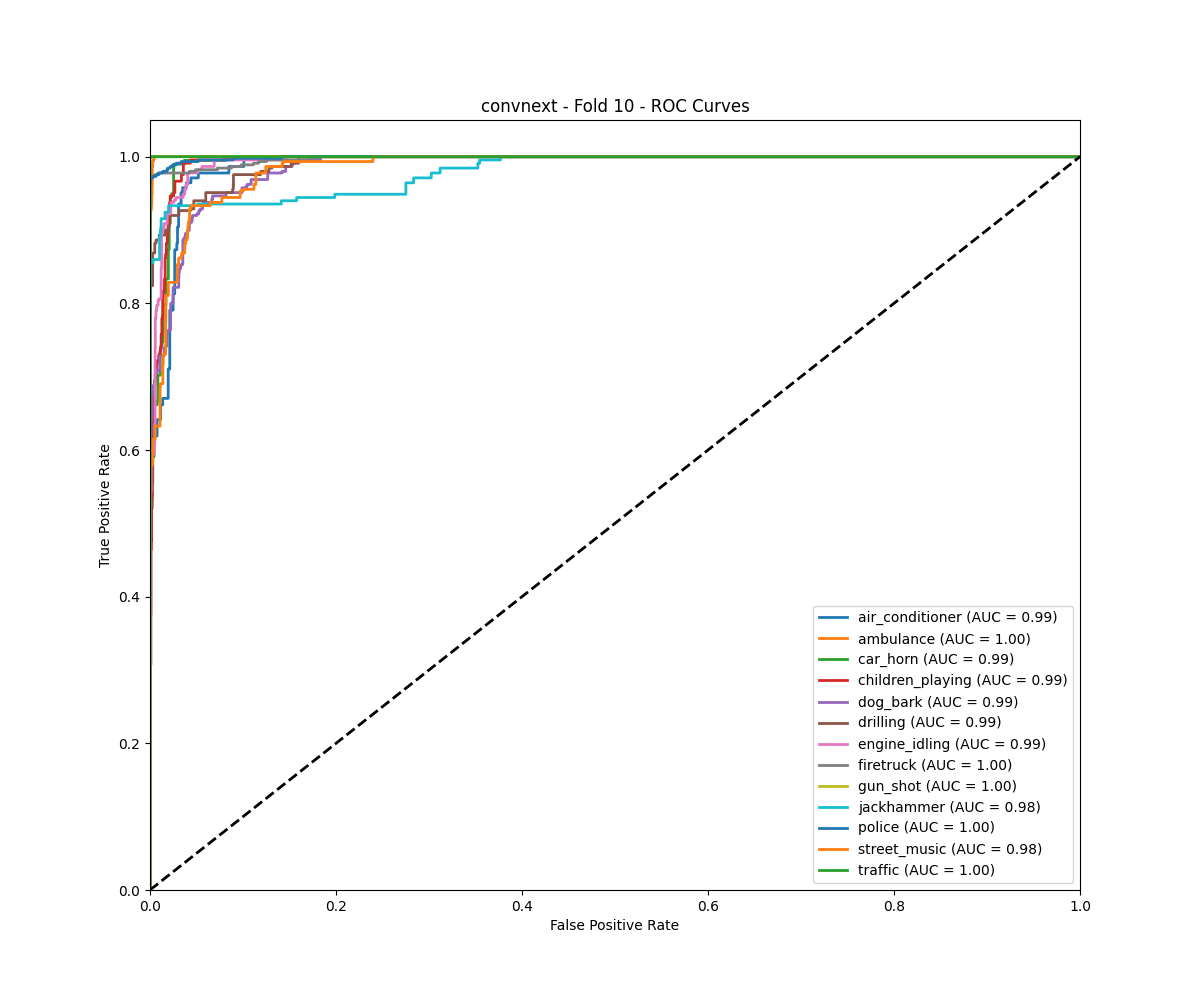 convnext - Fold 10 - ROC Curves
True Positive Rate
1.0
0.8
0.6
0.4
0.2
0.0
0.0 0.2 0.4 0.6 0.8 1.0
False Positive Rate
air_conditioner (AUC = 0.99)
ambulance (AUC = 1.00)
car_horn (AUC = 0.99)
children_playing (AUC = 0.99)
dog_bark (AUC = 0.99)
drilling (AUC = 0.99)
engine_idling (AUC = 0.99)
firetruck (AUC = 1.00)
gun_shot (AUC = 1.00)
jackhammer (AUC = 0.98)
police (AUC = 1.00)
street_music (AUC = 0.98)
traffic (AUC = 1.00)